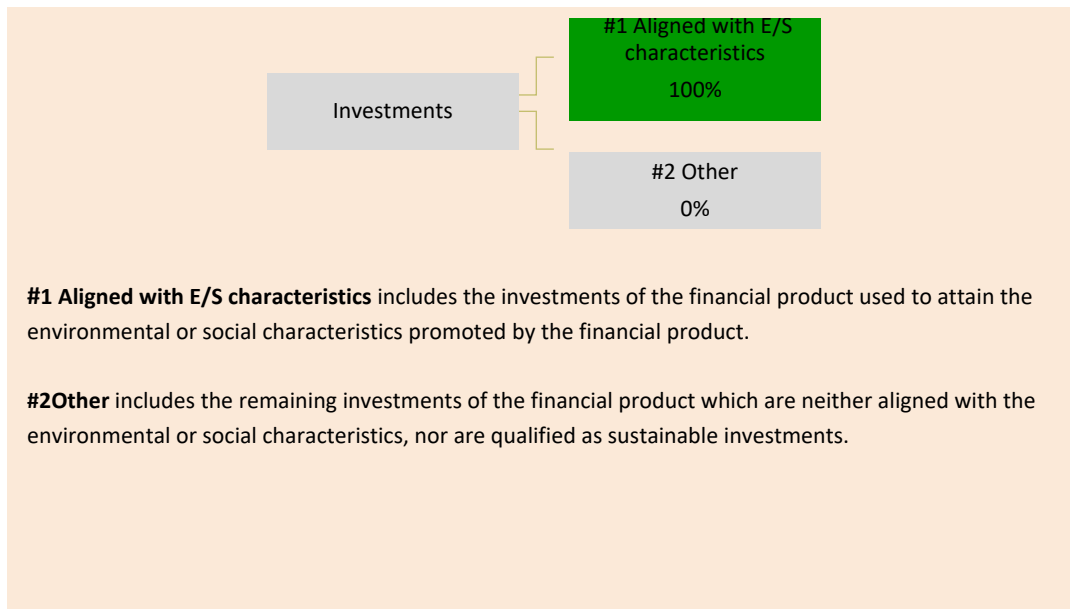 #1 Aligned with E/S
characteristics
100%
Investments
#2 Other
0%
#1 Aligned with E/S characteristics includes the investments of the financial product used to attain the
environmental or social characteristics promoted by the financial product.
#2Other includes the remaining investments of the financial product which are neither aligned with the
environmental or social characteristics, nor are qualified as sustainable investments.